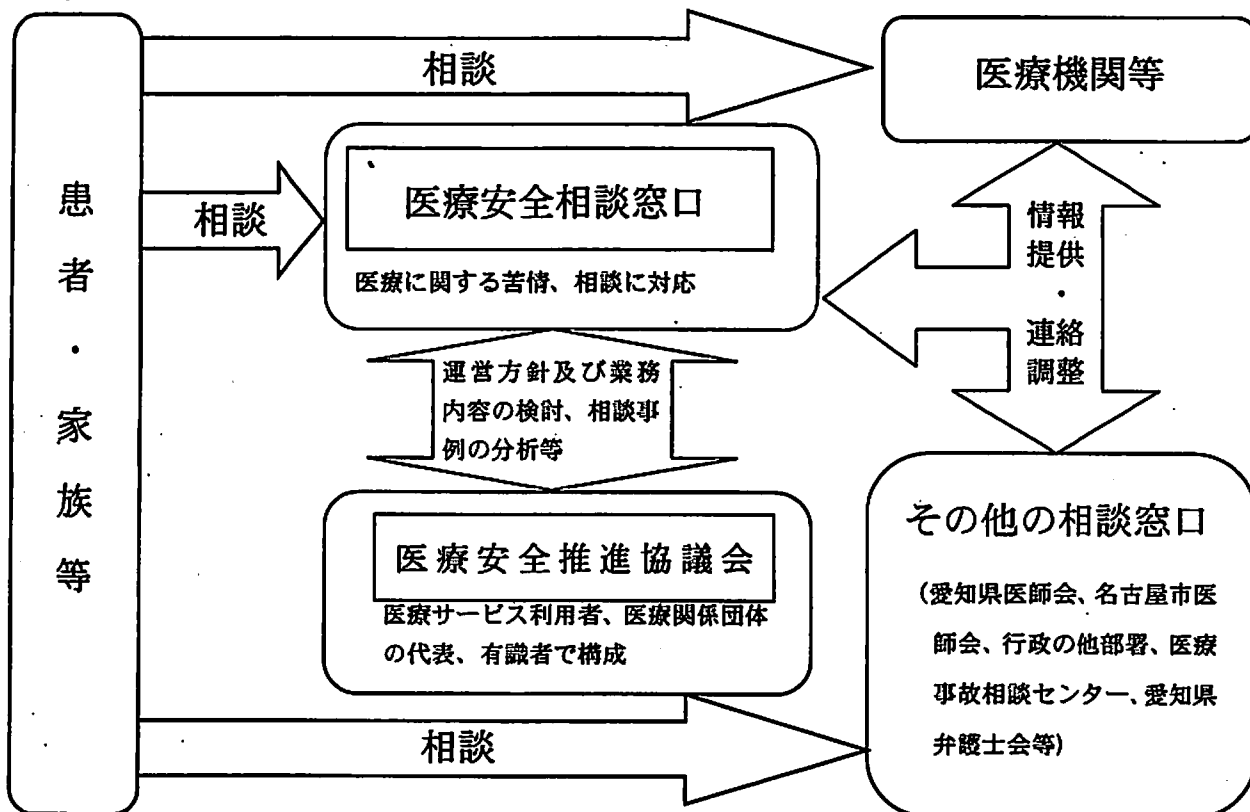 相談
医療機関等
患者・家族等
相談
医療安全相談窓口
医療に関する苦情、相談に対応
情報
提供
・
連絡
調整
運営方針及び業務
内容の検討、相談事
例の分析等
医療安全推進協議会
医療サービス利用者、医療関係団体
の代表、有識者で構成
その他の相談窓口
(愛知県医師会、名古屋市医
師会、行政の他部署、医療
事故相談センター、愛知県
弁護士会等)
相談